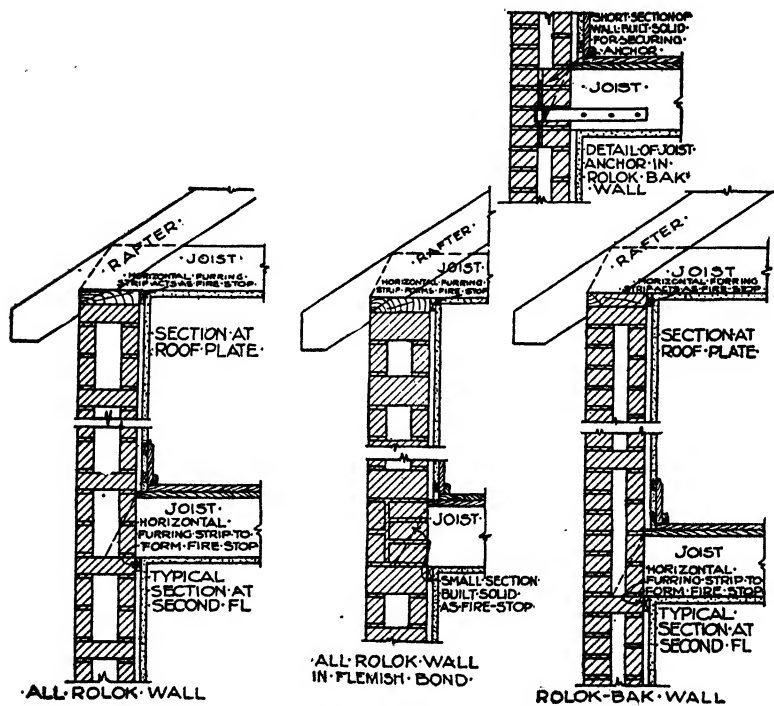 SHORT·SECTION OF
WALL BUILT SOLID
FOR SECURING
ANCHOR·
·JOIST·
DETAIL·OF·JOIST
ANCHOR·IN
ROLOK·BAK·
WALL
RAFTER·
JOIST·
·HORIZONTAL·FURRING
STRIP·ACTS·AS·FIRE·STOP
SECTION·AT
ROOF·PLATE·
JOIST·
HORIZONTAL·
FURRING·STRIP·TO·
FORM·FIRE·STOP
TYPICAL
SECTION·AT
SECOND·FL
·ALL·ROLOK·WALL
RAFTER·
JOIST·
HORIZONTAL·FURRING
STRIP·FORMS·FIRE·STOP
JOIST·
SMALL·SECTION·
BUILT·SOLID
AS·FIRE·STOP·
·ALL·ROLOK·WALL
IN·FLEMISH·BOND·
RAFTER·
·JOIST
·HORIZONTAL·FURRING
STRIP·ACTS·AS·FIRE·STOP
SECTION·AT
ROOF·PLATE·
JOIST
HORIZONTAL
FURRING·STRIP·TO
FORM·FIRE·STOP
TYPICAL
SECTION·AT
SECOND·FL
ROLOK-BAK·WALL